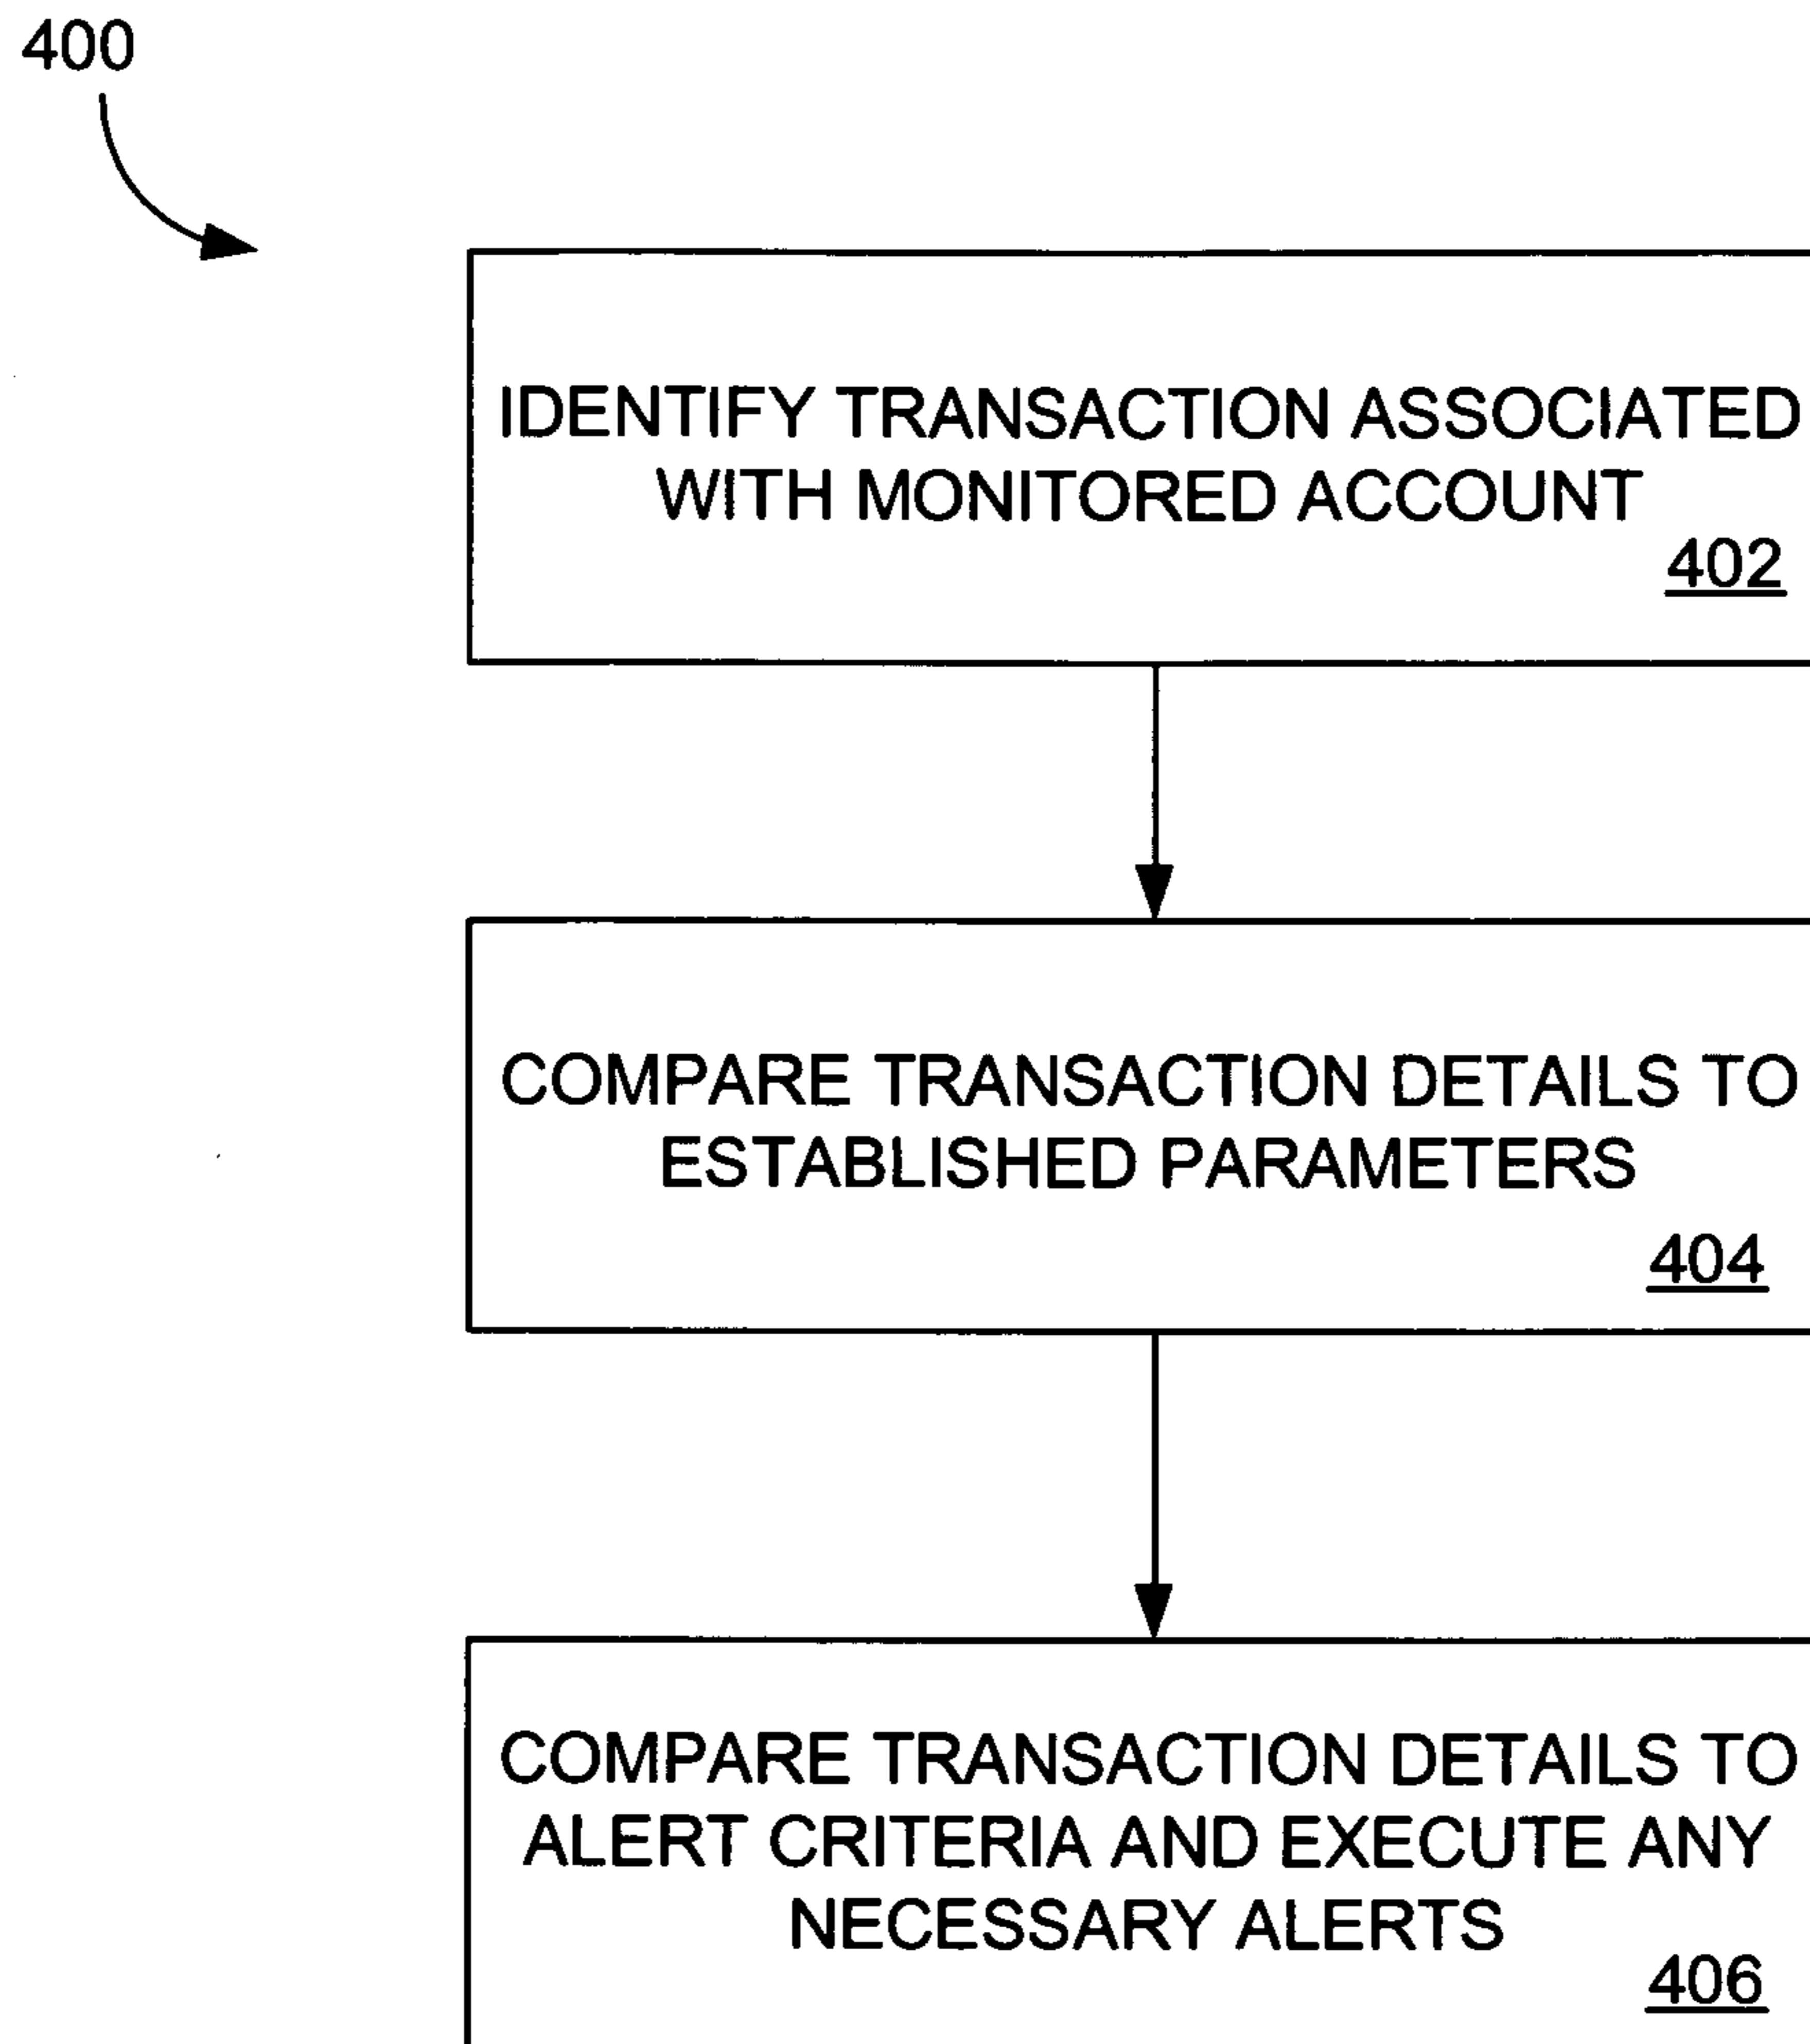 400
IDENTIFY TRANSACTION ASSOCIATED
WITH MONITORED ACCOUNT
402
COMPARE TRANSACTION DETAILS TO
ESTABLISHED PARAMETERS
404
COMPARE TRANSACTION DETAILS TO
ALERT CRITERIA AND EXECUTE ANY
NECESSARY ALERTS
406